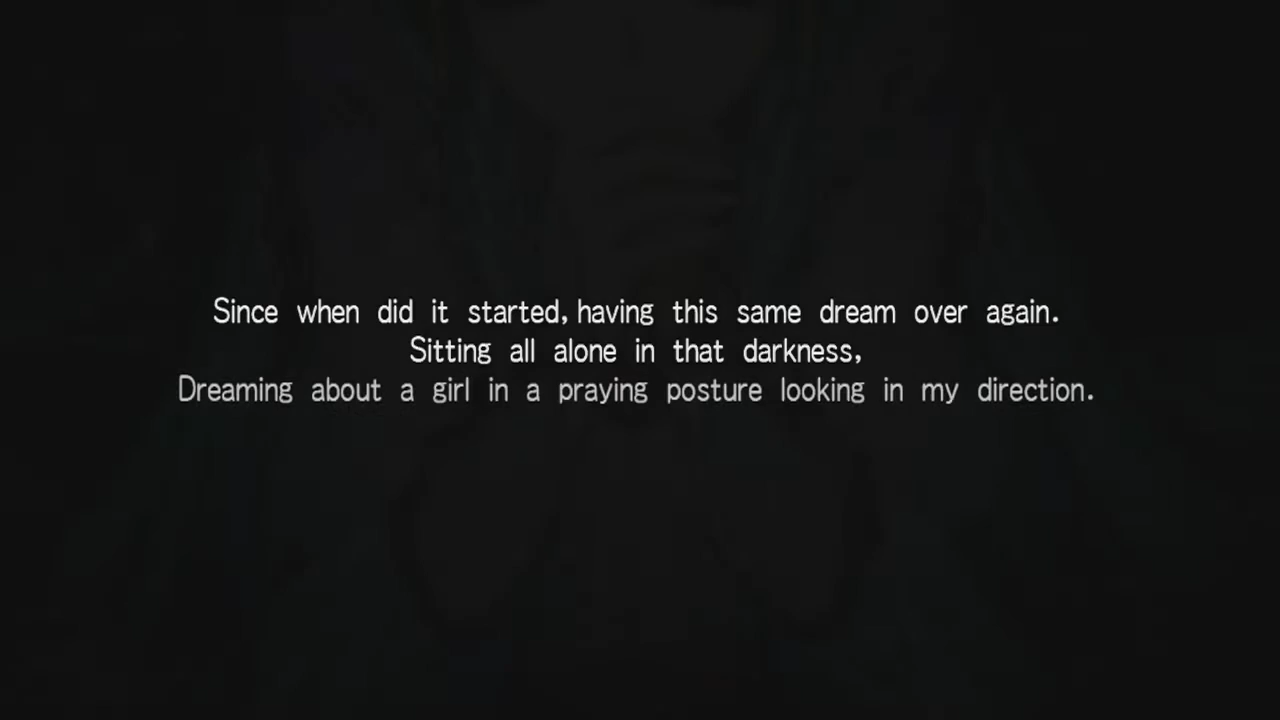 Since when did it started, having this same dream over again.
Sitting all alone in that darkness,
Dreaming about a girl in a praying posture looking in my direction.